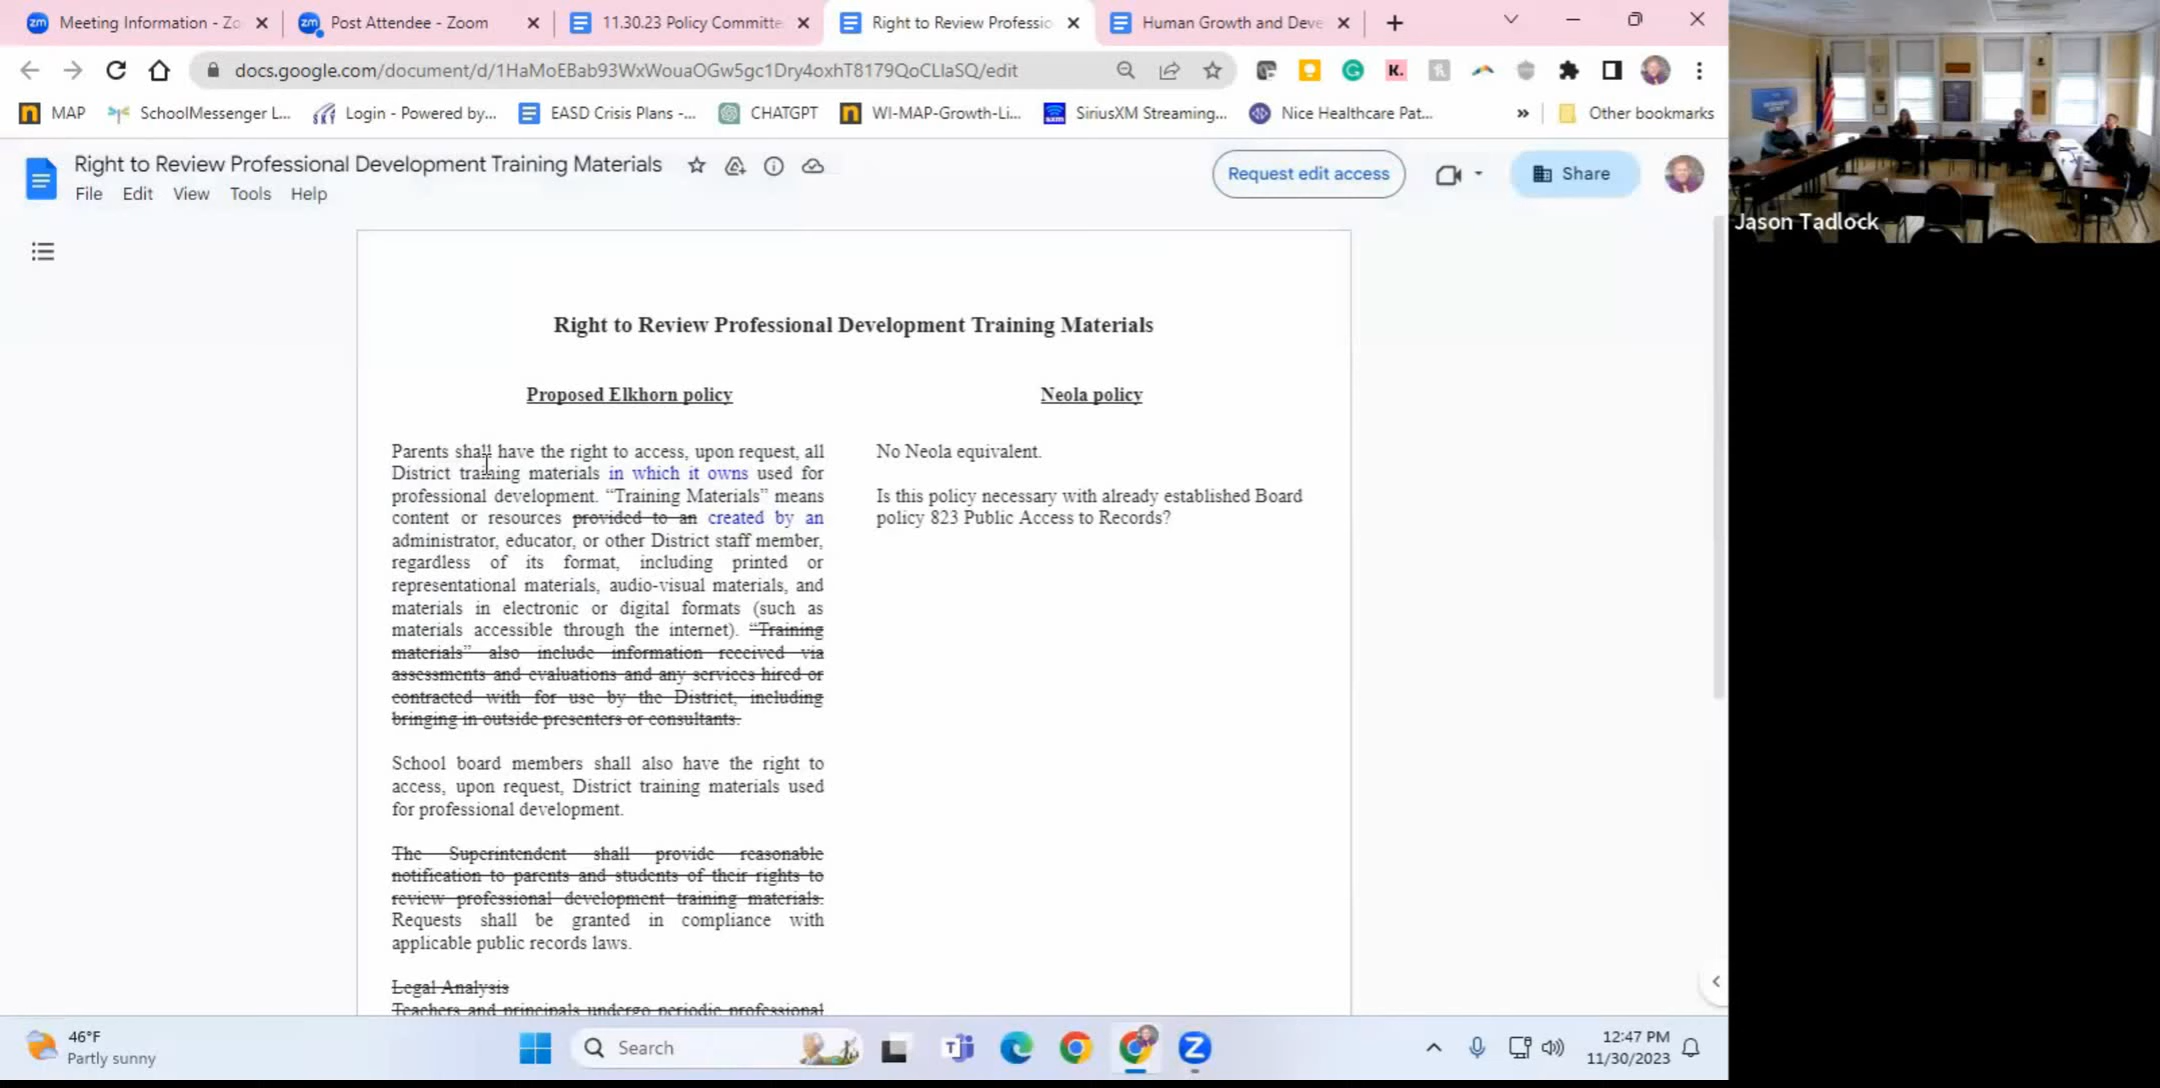 Meeting Information - Zo
Post Attendee - Zoom
11.30.23 Policy Committe
Right to Review Professio
Human Growth and Deve
docs.google.com/document/d/1HaMoEBab93WxWouaOGw5gc1Dry4oxhT8179QoCLIaSQ/edit
MAP
SchoolMessenger L...
Login - Powered by...
EASD Crisis Plans -...
CHATGPT
WI-MAP-Growth-Li...
SiriusXM Streaming...
Nice Healthcare Pat...
Other bookmarks
Right to Review Professional Development Training Materials
Request edit access
Share
File Edit View Tools Help
Jason Tadlock
Right to Review Professional Development Training Materials
Proposed Elkhorn policy
Parents shall have the right to access, upon request, all
District training materials in which it owns used for
professional development. “Training Materials” means
content or resources provided to an created by an
administrator, educator, or other District staff member,
regardless of its format, including printed or
representational materials, audio-visual materials, and
materials in electronic or digital formats (such as
materials accessible through the internet). “Training
materials” also include information received via
assessments and evaluations and any services hired or
contracted with for use by the District, including
bringing in outside presenters or consultants.
School board members shall also have the right to
access, upon request, District training materials used
for professional development.
The Superintendent shall provide reasonable
notification to parents and students of their rights to
review professional development training materials.
Requests shall be granted in compliance with
applicable public records laws.
Legal Analysis
Teachers and principals undergo periodic professional
Neola policy
No Neola equivalent.
Is this policy necessary with already established Board
policy 823 Public Access to Records?
46°F
Partly sunny
Search
12:47 PM
11/30/2023